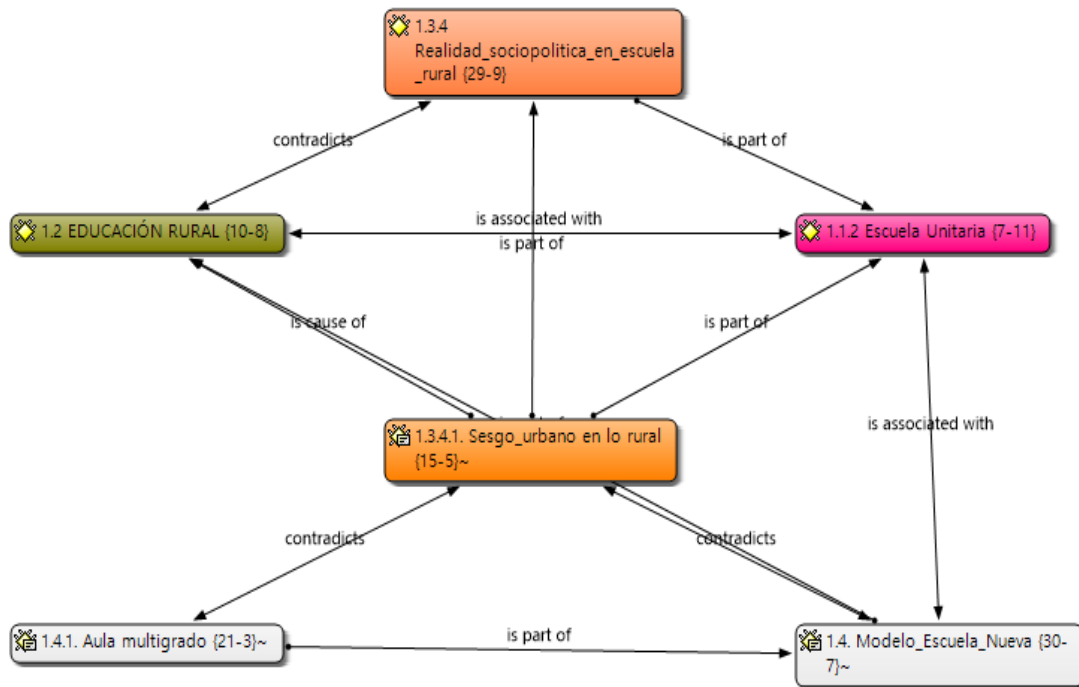 1.3.4
Realidad_sociopolitica_en_escuela
_rural {29-9}
contradicts
is part of
1.2 EDUCACIÓN RURAL {10-8}
is associated with
is part of
1.1.2 Escuela Unitaria {7-11}
is cause of
is part of
1.3.4.1. Sesgo_urbano en lo rural
{15-5}~
is associated with
contradicts
contradicts
1.4.1. Aula multigrado {21-3}~
is part of
1.4. Modelo_Escuela_Nueva {30-
7}~